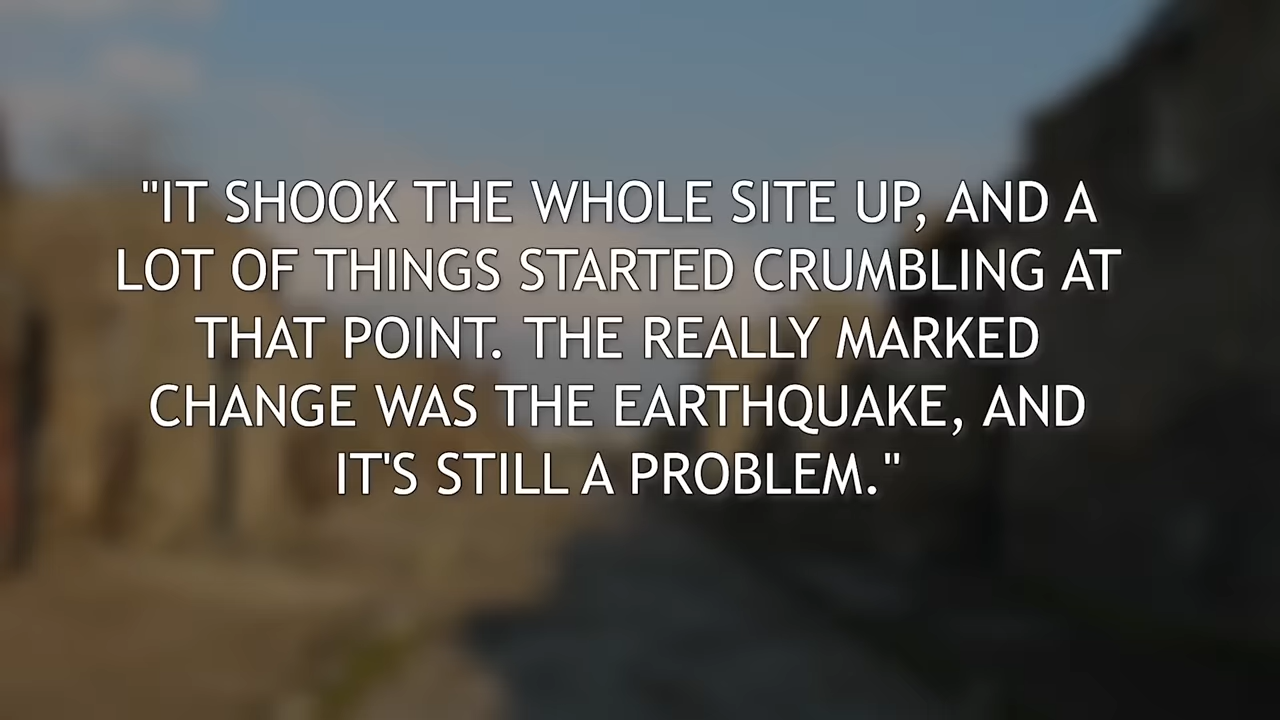 "IT SHOOK THE WHOLE SITE UP, AND A
LOT OF THINGS STARTED CRUMBLING AT
THAT POINT. THE REALLY MARKED
CHANGE WAS THE EARTHQUAKE, AND
IT'S STILL A PROBLEM."